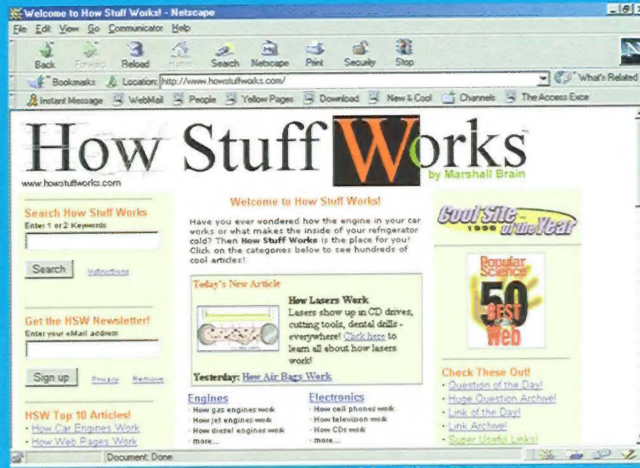 Welcome to How Stuff Works! - Netscape
File Edit View Go Communicator Help
Back Forward Reload Home Search Netscape Print Security Stop
Bookmarks Location: http://www.howstuffworks.com/ What's Related
Instant Message WebMail People Yellow Pages Download New & Cool Channels The Access Exce
How Stuff Works
www.howstuffworks.com
by Marshall Brain
Search How Stuff Works
Enter 1 or 2 Keywords
Search Instructions
Get the HSW Newsletter!
Enter your eMail address
Sign up Privacy Remove
HSW Top 10 Articles!
· How Car Engines Work
· How Web Pages Work
Welcome to How Stuff Works!
Have you ever wondered how the engine in your car
works or what makes the inside of your refrigerator
cold? Then How Stuff Works is the place for you!
Click on the categories below to see hundreds of
cool articles!
Today's New Article
How Lasers Work
Lasers show up in CD drives,
cutting tools, dental drills -
everywhere! Click here to
learn all about how lasers
work!
Yesterday: How Air Bags Work
Engines
· How gas engines work
· How jet engines work
· How diesel engines work
· more...
Electronics
· How cell phones work
· How television work
· How CDs work
· more...
Cool Site
1998 of the Year
Popular
Science
50
BEST
of the
Web
Check These Out!
· Question of the Day!
· Huge Question Archive!
· Link of the Day!
· Link Archive!
· Super Useful Links!
Document: Done